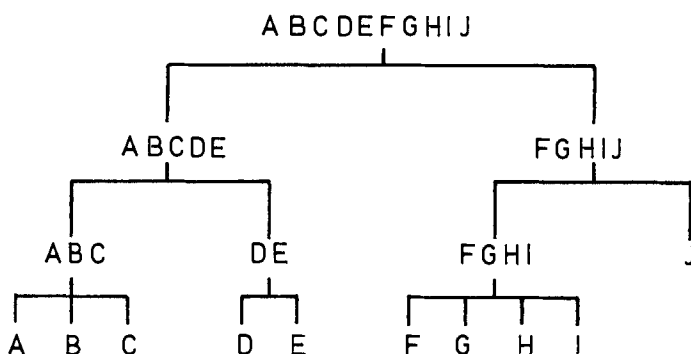 ABCDEFGHIJ
ABCDE FGHIJ
ABC DE FGHI J
A B C D E F G H I